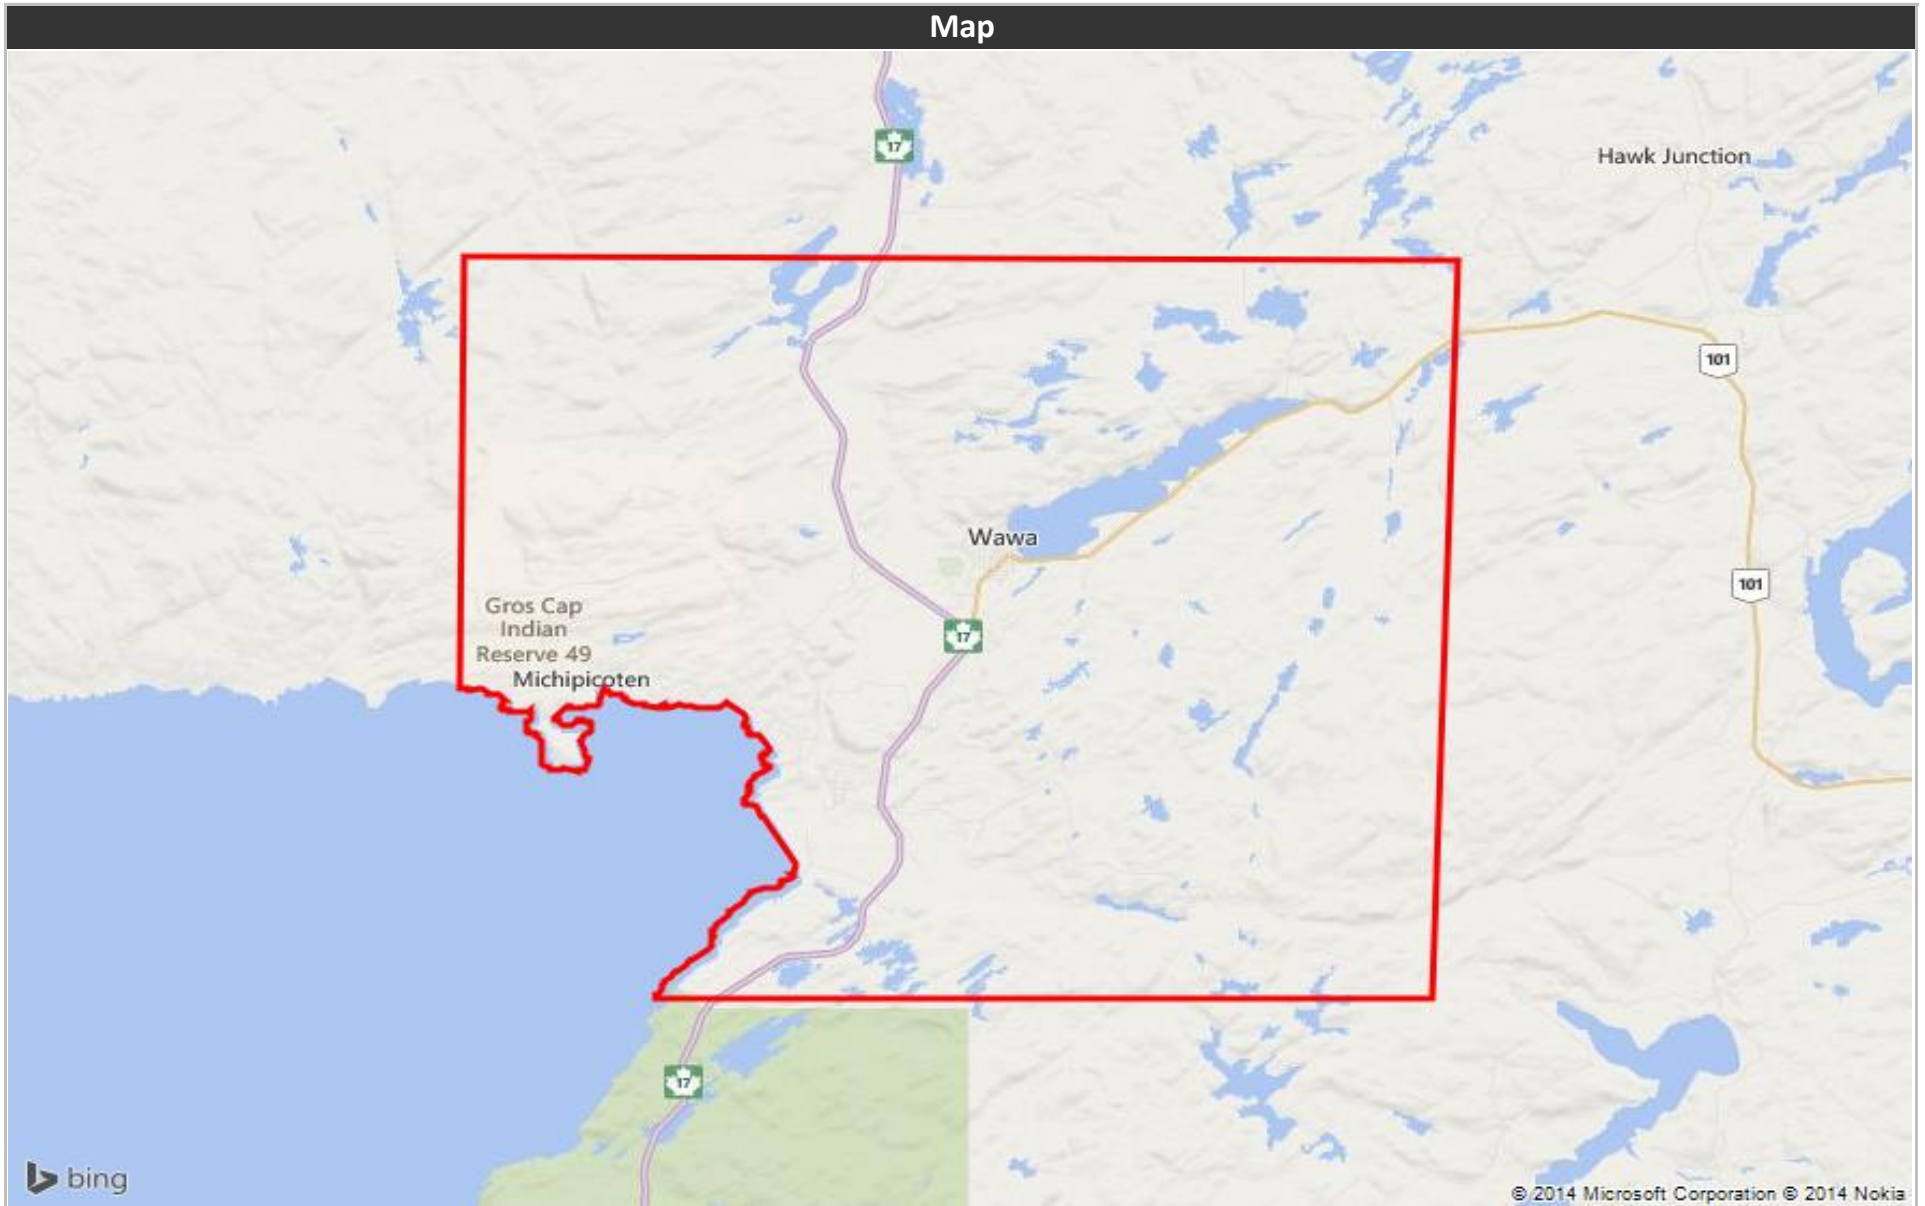 Map
17
Hawk Junction
101
Wawa
101
Gros Cap
Indian
Reserve 49
17
Michipicoten
17
bing
© 2014 Microsoft Corporation © 2014 Nokia